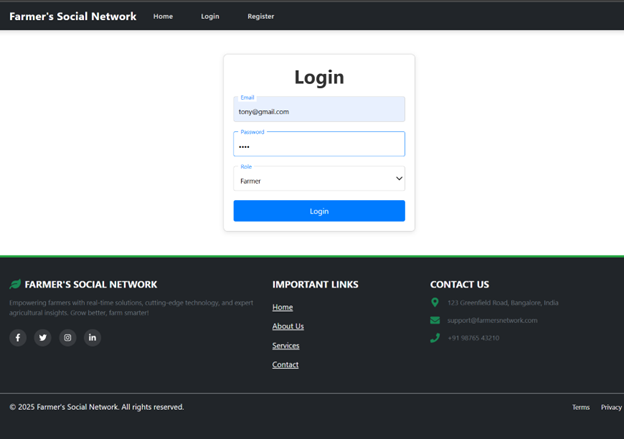 Farmer's Social Network Home Login Register
Login
Email
tony@gmail.com
Password
••••
Role
Farmer
Login
FARMER'S SOCIAL NETWORK
Empowering farmers with real-time solutions, cutting-edge technology, and expert
agricultural insights. Grow better, farm smarter!
IMPORTANT LINKS
Home
About Us
Services
Contact
CONTACT US
123 Greenfield Road, Bangalore, India
support@farmersnetwork.com
+91 98765 43210
© 2025 Farmer's Social Network. All rights reserved.
Terms Privacy